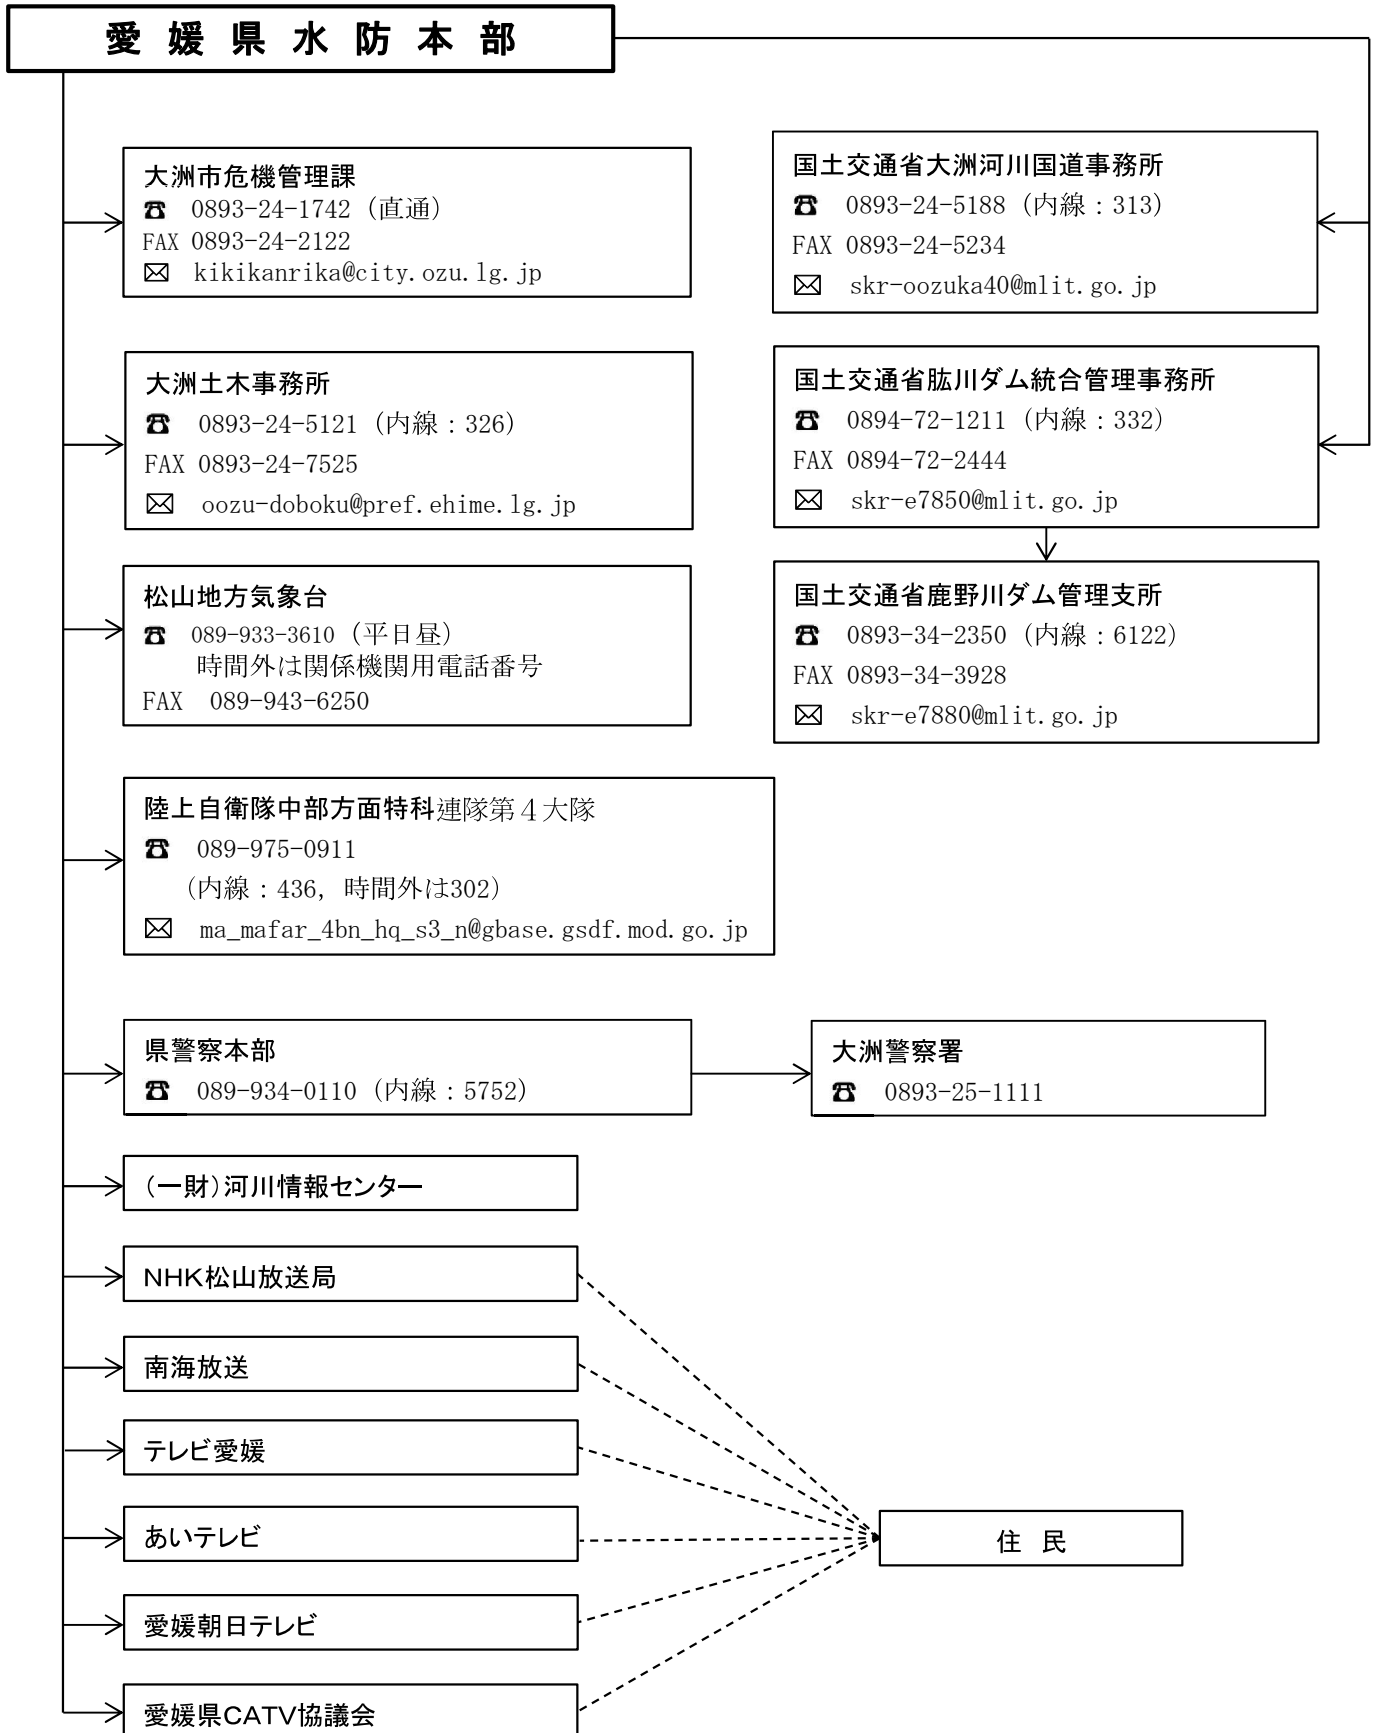 愛媛県水防本部
大洲市危機管理課
☎ 0893-24-1742（直通）
FAX 0893-24-2122
✉ kikikanrika@city.ozu.lg.jp
国土交通省大洲河川国道事務所
☎ 0893-24-5188（内線：313）
FAX 0893-24-5234
✉ skr-oozuka40@mlit.go.jp
大洲土木事務所
☎ 0893-24-5121（内線：326）
FAX 0893-24-7525
✉ oozu-doboku@pref.ehime.lg.jp
国土交通省肱川ダム統合管理事務所
☎ 0894-72-1211（内線：332）
FAX 0894-72-2444
✉ skr-e7850@mlit.go.jp
松山地方気象台
☎ 089-933-3610（平日昼）
時間外は関係機関用電話番号
FAX 089-943-6250
国土交通省鹿野川ダム管理支所
☎ 0893-34-2350（内線：6122）
FAX 0893-34-3928
✉ skr-e7880@mlit.go.jp
陸上自衛隊中部方面特科連隊第４大隊
☎ 089-975-0911
（内線：436，時間外は302）
✉ ma_mafar_4bn_hq_s3_n@gbase.gsdf.mod.go.jp
県警察本部
☎ 089-934-0110（内線：5752）
大洲警察署
☎ 0893-25-1111
（一財）河川情報センター
NHK松山放送局
南海放送
テレビ愛媛
あいテレビ
住 民
愛媛朝日テレビ
愛媛県CATV協議会